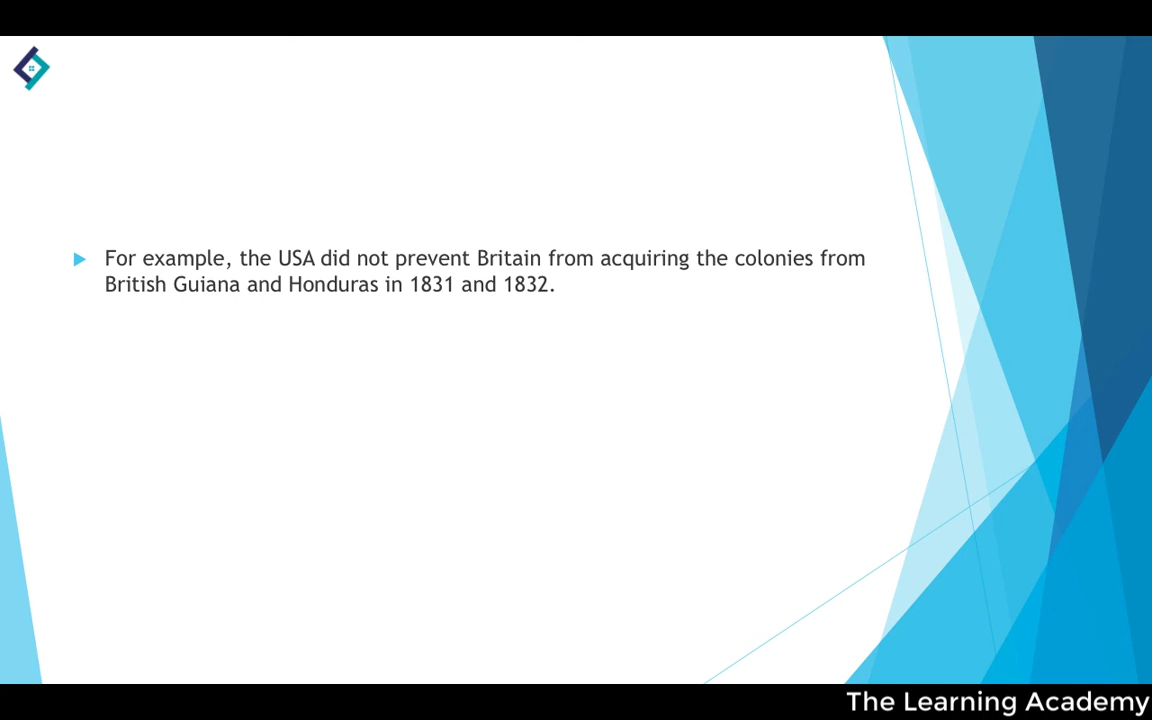 For example, the USA did not prevent Britain from acquiring the colonies from
British Guiana and Honduras in 1831 and 1832.
The Learning Academy